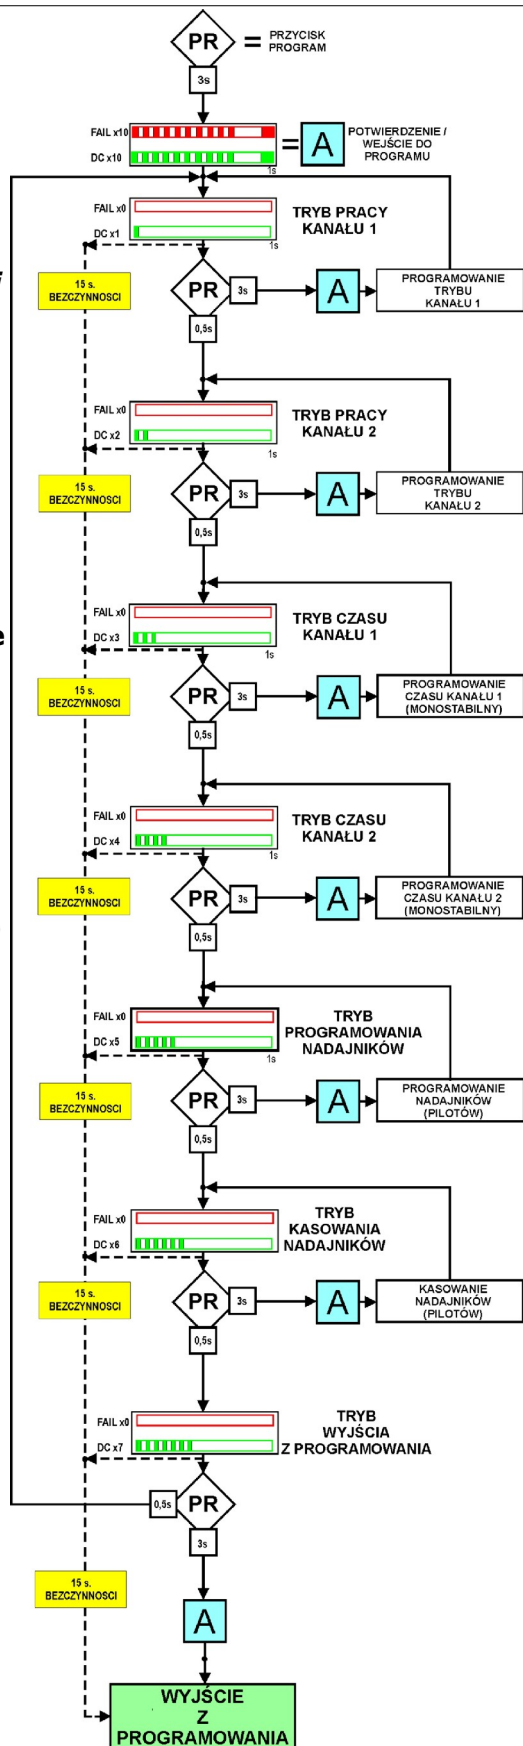 PR = PRZYCISK
PROGRAM
3s
FAIL x10
DC x10
1s
= A POTWIERDZENIE /
WEJŚCIE DO
PROGRAMU
FAIL x0
DC x1
1s
TRYB PRACY
KANAŁU 1
15 s.
BEZCZYNNOSCI
PR 3s A
0,5s
PROGRAMOWANIE
TRYBU
KANAŁU 1
FAIL x0
DC x2
1s
TRYB PRACY
KANAŁU 2
15 s.
BEZCZYNNOSCI
PR 3s A
0,5s
PROGRAMOWANIE
TRYBU
KANAŁU 2
FAIL x0
DC x3
1s
TRYB CZASU
KANAŁU 1
e
15 s.
BEZCZYNNOSCI
PR 3s A
0,5s
PROGRAMOWANIE
CZASU KANAŁU 1
(MONOSTABILNY)
FAIL x0
DC x4
1s
TRYB CZASU
KANAŁU 2
15 s.
BEZCZYNNOSCI
PR 3s A
0,5s
PROGRAMOWANIE
CZASU KANAŁU 2
(MONOSTABILNY)
FAIL x0
DC x5
1s
TRYB
PROGRAMOWANIA
NADAJNIKÓW
15 s.
BEZCZYNNOSCI
PR 3s A
0,5s
PROGRAMOWANIE
NADAJNIKÓW
(PILOTÓW)
FAIL x0
DC x6
TRYB
KASOWANIA
NADAJNIKÓW
15 s.
BEZCZYNNOSCI
PR 3s A
0,5s
KASOWANIE
NADAJNIKÓW
(PILOTÓW)
FAIL x0
DC x7
TRYB
WYJŚCIA
Z PROGRAMOWANIA
0,5s PR
3s
15 s.
BEZCZYNNOSCI
A
WYJŚCIE
Z
PROGRAMOWANIA